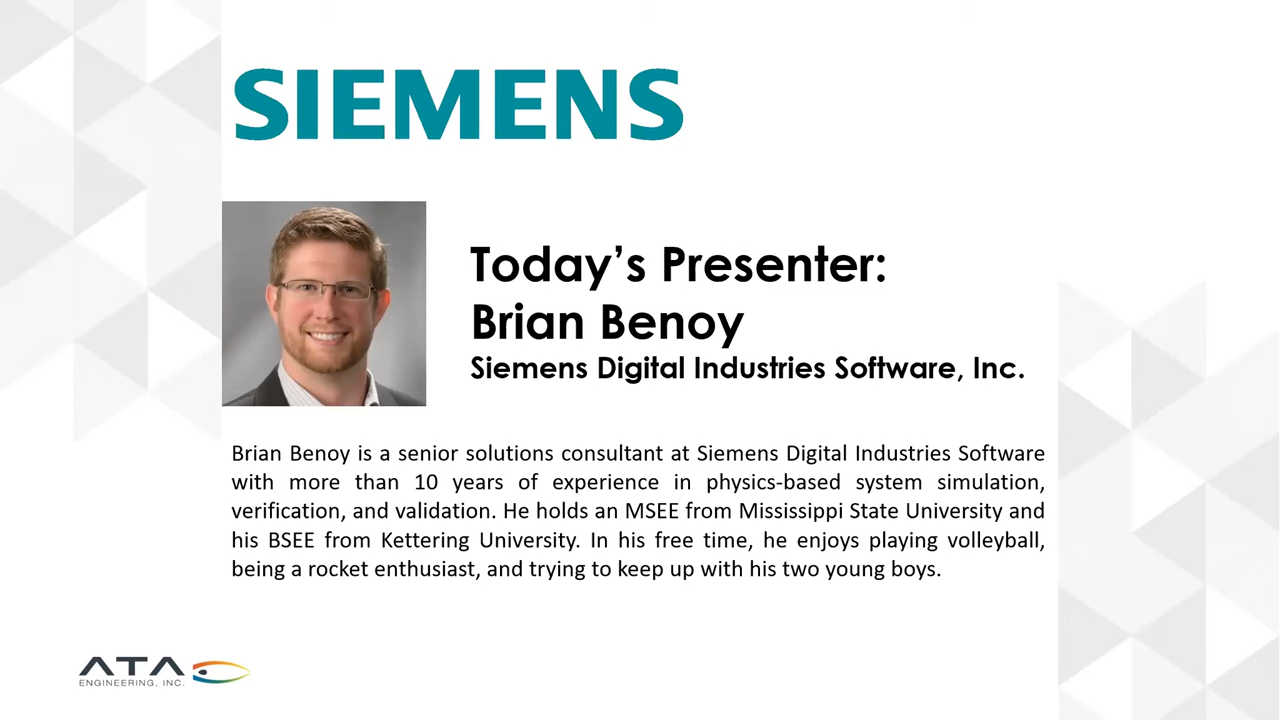 SIEMENS
Today’s Presenter:
Brian Benoy
Siemens Digital Industries Software, Inc.
Brian Benoy is a senior solutions consultant at Siemens Digital Industries Software
with more than 10 years of experience in physics-based system simulation,
verification, and validation. He holds an MSEE from Mississippi State University and
his BSEE from Kettering University. In his free time, he enjoys playing volleyball,
being a rocket enthusiast, and trying to keep up with his two young boys.
ATA
ENGINEERING, INC.